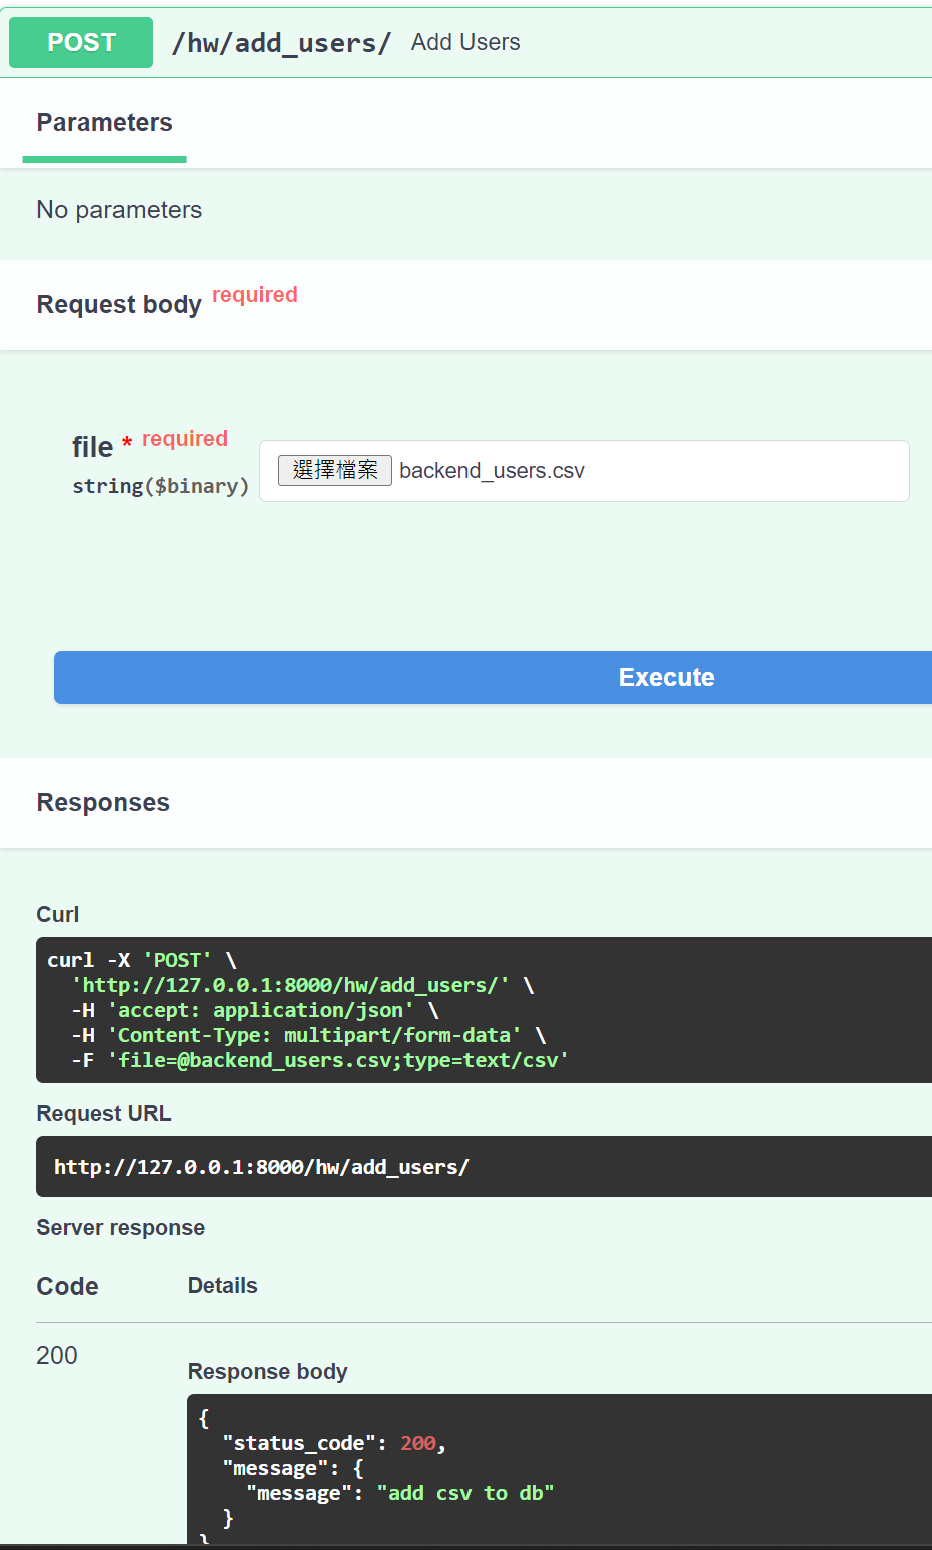 POST /hw/add_users/ Add Users
Parameters
No parameters
Request body required
file * required
string($binary)
選擇檔案 backend_users.csv
Execute
Responses
Curl
curl -X 'POST' \
  'http://127.0.0.1:8000/hw/add_users/' \
  -H 'accept: application/json' \
  -H 'Content-Type: multipart/form-data' \
  -F 'file=@backend_users.csv;type=text/csv'
Request URL
http://127.0.0.1:8000/hw/add_users/
Server response
Code Details
200
Response body
{
  "status_code": 200,
  "message": {
    "message": "add csv to db"
  }
}